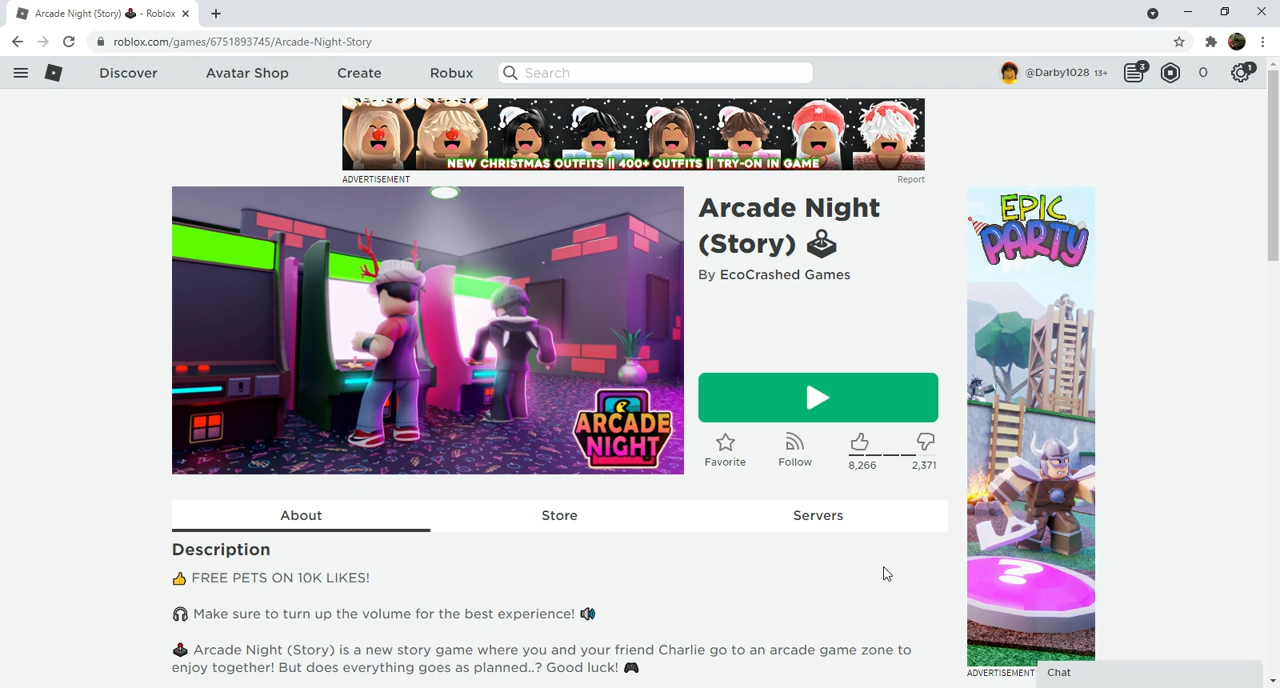 Arcade Night (Story) 🕹 - Roblox
roblox.com/games/6751893745/Arcade-Night-Story
Discover
Avatar Shop
Create
Robux
Search
@Darby1028 13+
3
0
1
NEW CHRISTMAS OUTFITS || 400+ OUTFITS || TRY-ON IN GAME
ADVERTISEMENT
Report
ARCADE
NIGHT
Arcade Night
(Story) 🕹
By EcoCrashed Games
Favorite
Follow
8,266
2,371
EPIC
PARTY
?
About
Store
Servers
Description
👍 FREE PETS ON 10K LIKES!
🎧 Make sure to turn up the volume for the best experience! 🔊
🕹 Arcade Night (Story) is a new story game where you and your friend Charlie go to an arcade game zone to
enjoy together! But does everything goes as planned..? Good luck! 🎮
ADVERTISEMENT
Chat